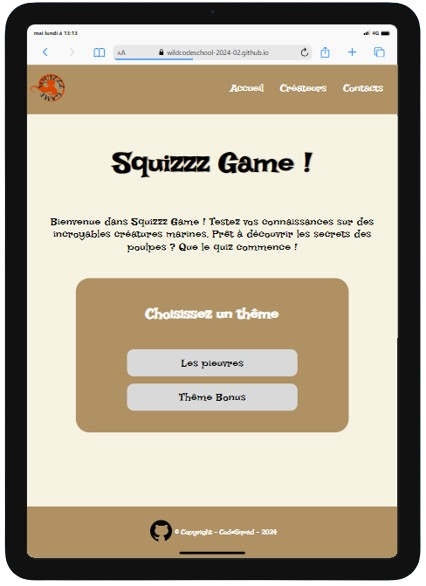 mai lundi à 13:13
4G
AA
wildcodeschool-2024-02.github.io
Accueil Créateurs Contacts
Squizzz Game !
Bienvenue dans Squizzz Game ! Testez vos connaissances sur des
incroyables créatures marines. Prêt à découvrir les secrets des
poulpes ? Que le quiz commence !
Choisissez un thème
Les pieuvres
Thème Bonus
© Copyright - CodeSquad - 2024